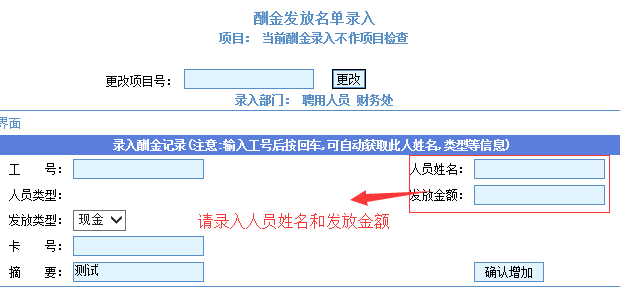 酬金发放名单录入
项目： 当前酬金录入不作项目检查
更改项目号： 更改
录入部门： 聘用人员 财务处
界面
录入酬金记录(注意:输入工号后按回车,可自动获取此人姓名,类型等信息)
工 号： 人员姓名：
人员类型： 发放金额：
发放类型： 现金 请录入人员姓名和发放金额
卡 号：
摘 要： 测试 确认增加